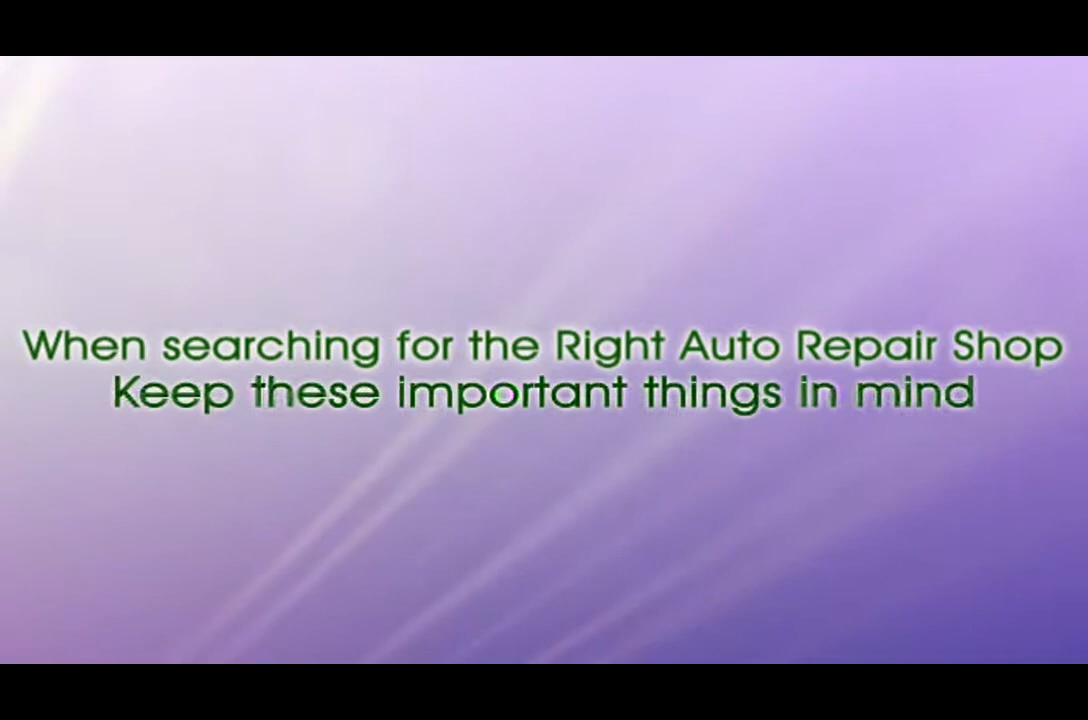 When searching for the Right Auto Repair Shop
Keep these important things in mind